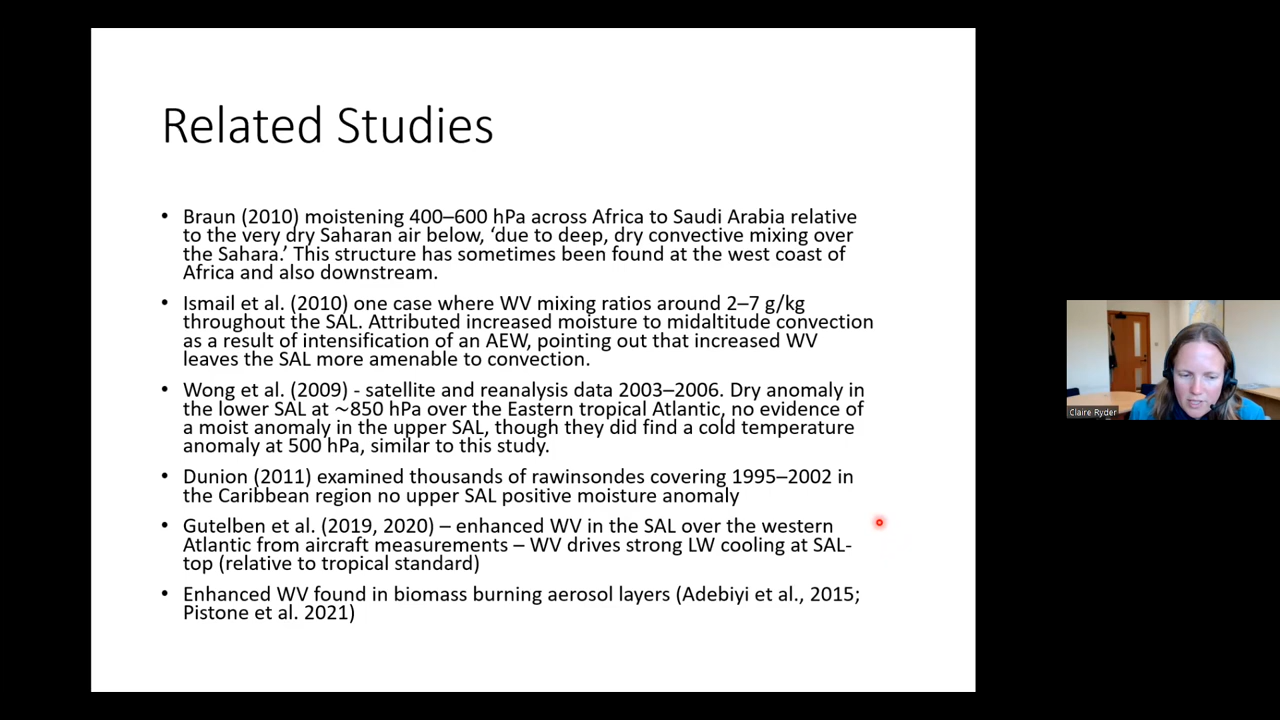 Related Studies
• Braun (2010) moistening 400–600 hPa across Africa to Saudi Arabia relative
to the very dry Saharan air below, ‘due to deep, dry convective mixing over
the Sahara.’ This structure has sometimes been found at the west coast of
Africa and also downstream.
• Ismail et al. (2010) one case where WV mixing ratios around 2–7 g/kg
throughout the SAL. Attributed increased moisture to midaltitude convection
as a result of intensification of an AEW, pointing out that increased WV
leaves the SAL more amenable to convection.
• Wong et al. (2009) - satellite and reanalysis data 2003–2006. Dry anomaly in
the lower SAL at ∼850 hPa over the Eastern tropical Atlantic, no evidence of
a moist anomaly in the upper SAL, though they did find a cold temperature
anomaly at 500 hPa, similar to this study.
• Dunion (2011) examined thousands of rawinsondes covering 1995–2002 in
the Caribbean region no upper SAL positive moisture anomaly
• Gutelben et al. (2019, 2020) – enhanced WV in the SAL over the western
Atlantic from aircraft measurements – WV drives strong LW cooling at SAL-
top (relative to tropical standard)
• Enhanced WV found in biomass burning aerosol layers (Adebiyi et al., 2015;
Pistone et al. 2021)
Claire Ryder